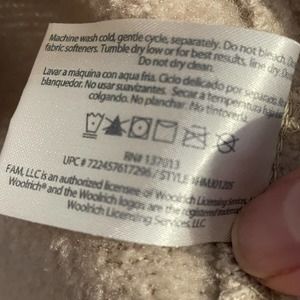 Machine wash cold, gentle cycle, separately. Do not bleach. Do
fabric softeners. Tumble dry low or for best results, line dry. Do
Do not dry clean.
Lavar a máquina con agua fría. Ciclo delicado por separado. No
blanquedor. No usar suavizantes. Secar a temperatura baja
colgando. No planchar. No tintorería.
RN# 137013
UPC# 722457617296 / STYLE #HMJ01205
FAM, LLC is an authorized licensee of Woolrich Licensing Services,
Woolrich® and the Woolrich logos are the registered trademarks
Woolrich Licensing Services, LLC